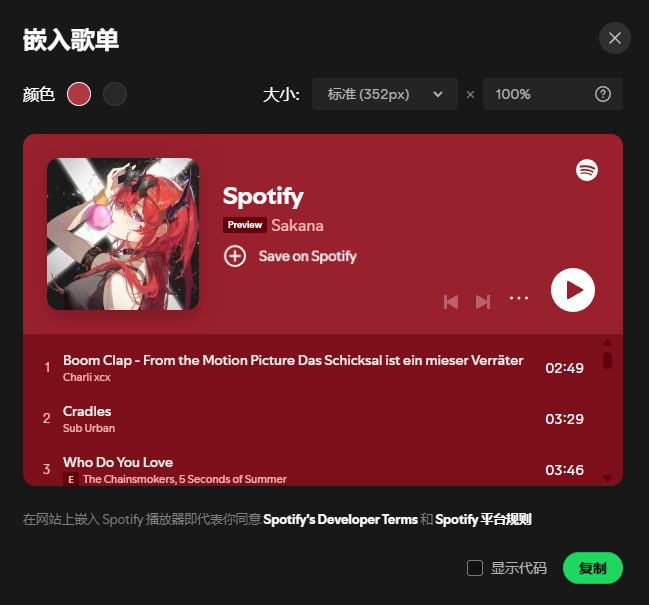 嵌入歌单
颜色
大小:
标准 (352px)
×
100%
Spotify
Preview Sakana
Save on Spotify
1
Boom Clap - From the Motion Picture Das Schicksal ist ein mieser Verräter
Charli xcx
02:49
2
Cradles
Sub Urban
03:29
3
Who Do You Love
E The Chainsmokers, 5 Seconds of Summer
03:46
在网站上嵌入 Spotify 播放器即代表你同意 Spotify's Developer Terms 和 Spotify 平台规则
显示代码
复制